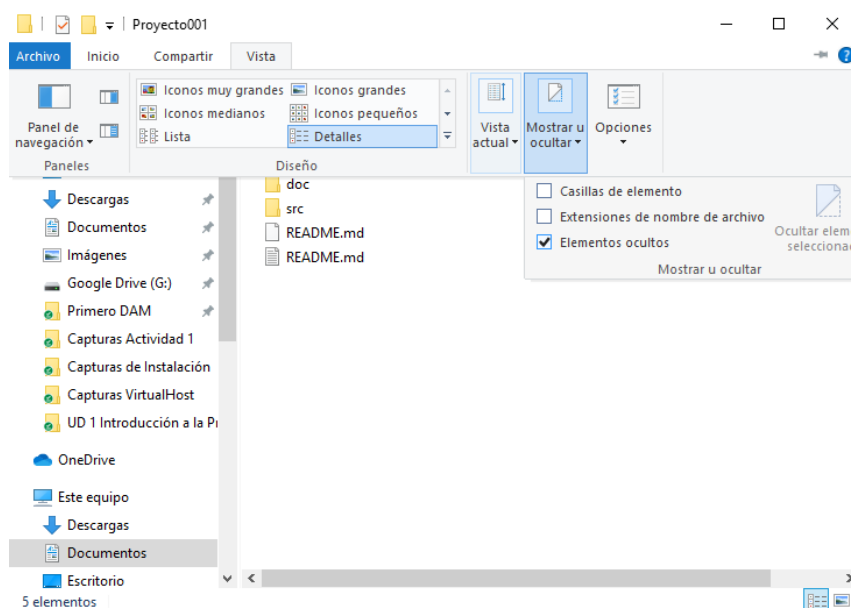 Proyecto001
Archivo Inicio Compartir Vista
Iconos muy grandes Iconos grandes
Iconos medianos Iconos pequeños
Lista Detalles
Panel de navegación
Vista actual
Mostrar u ocultar
Opciones
Paneles Diseño
Casillas de elemento
Extensiones de nombre de archivo
Elementos ocultos
Ocultar elem
selecciona
Mostrar u ocultar
Descargas
Documentos
Imágenes
Google Drive (G:)
Primero DAM
Capturas Actividad 1
Capturas de Instalación
Capturas VirtualHost
UD 1 Introducción a la P
OneDrive
Este equipo
Descargas
Documentos
Escritorio
doc
src
README.md
README.md
5 elementos